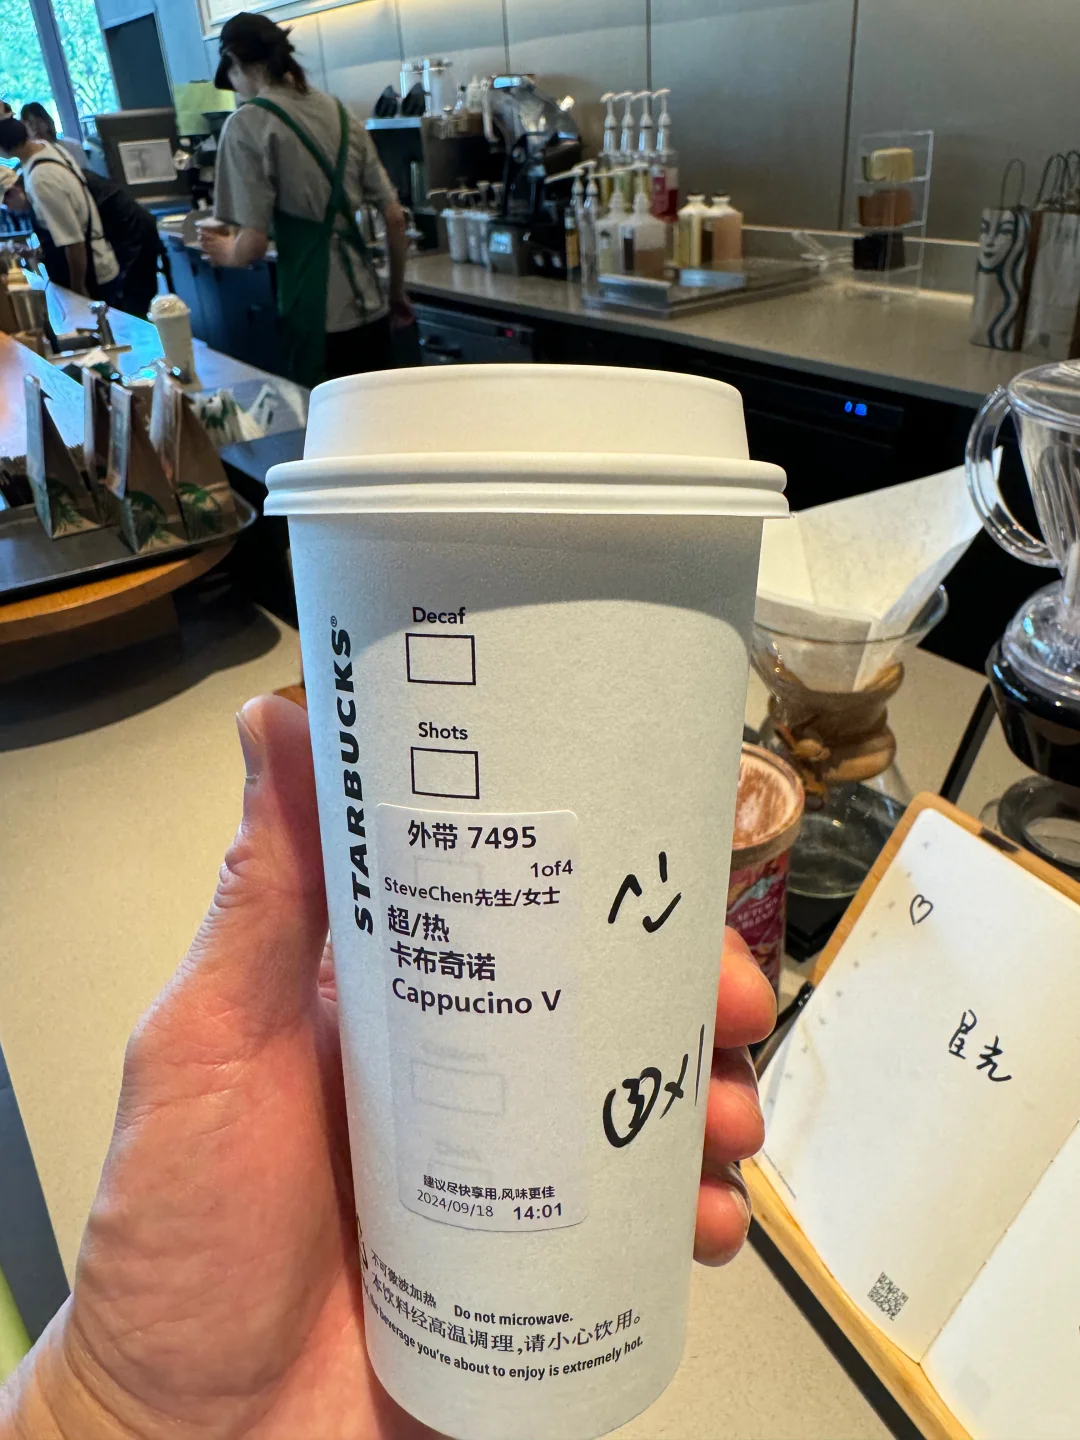 STARBUCKS®
Decaf
Shots
外带 7495
1of4
SteveChen先生/女士
超/热
卡布奇诺
Cappucino V
建议尽快享用,风味更佳
2024/09/18 14:01
不可微波加热 Do not microwave.
本饮料经高温调理,请小心饮用。
beverage you're about to enjoy is extremely hot.
③x1
星光